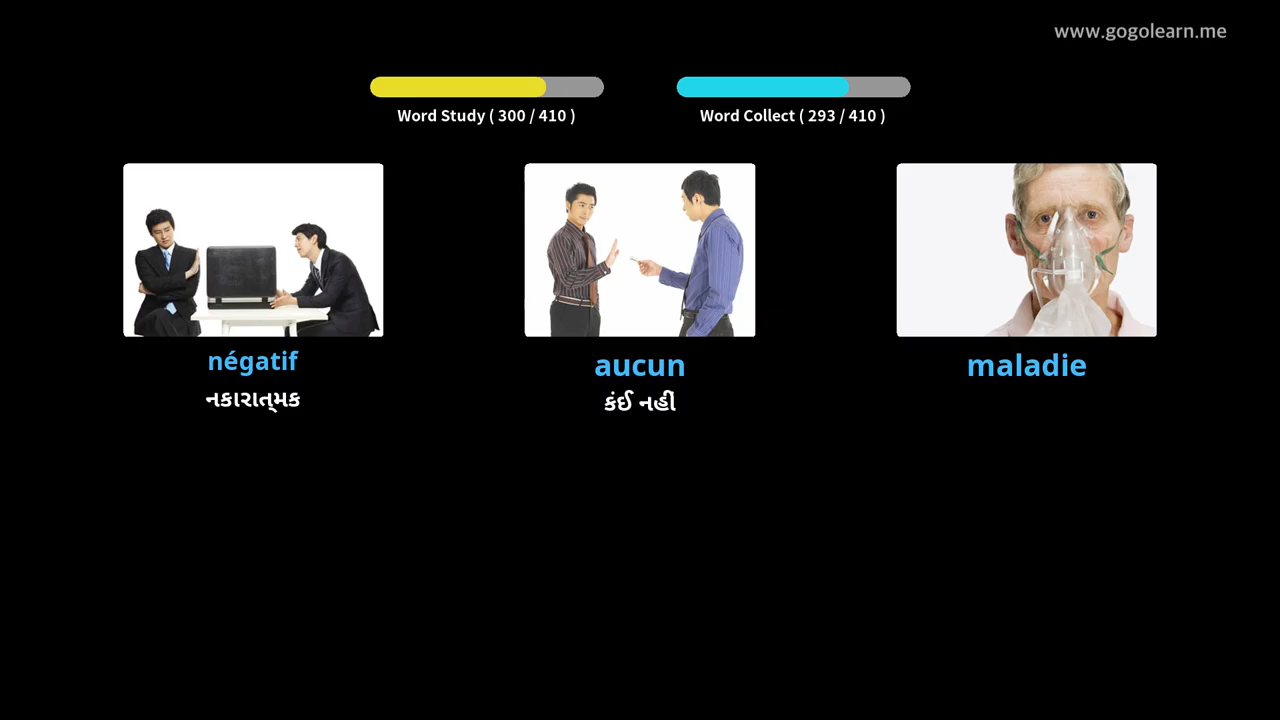 www.gogolearn.me
Word Study ( 300 / 410 )
Word Collect ( 293 / 410 )
négatif
aucun
maladie
નકારાત્મક
કંઈ નહીં